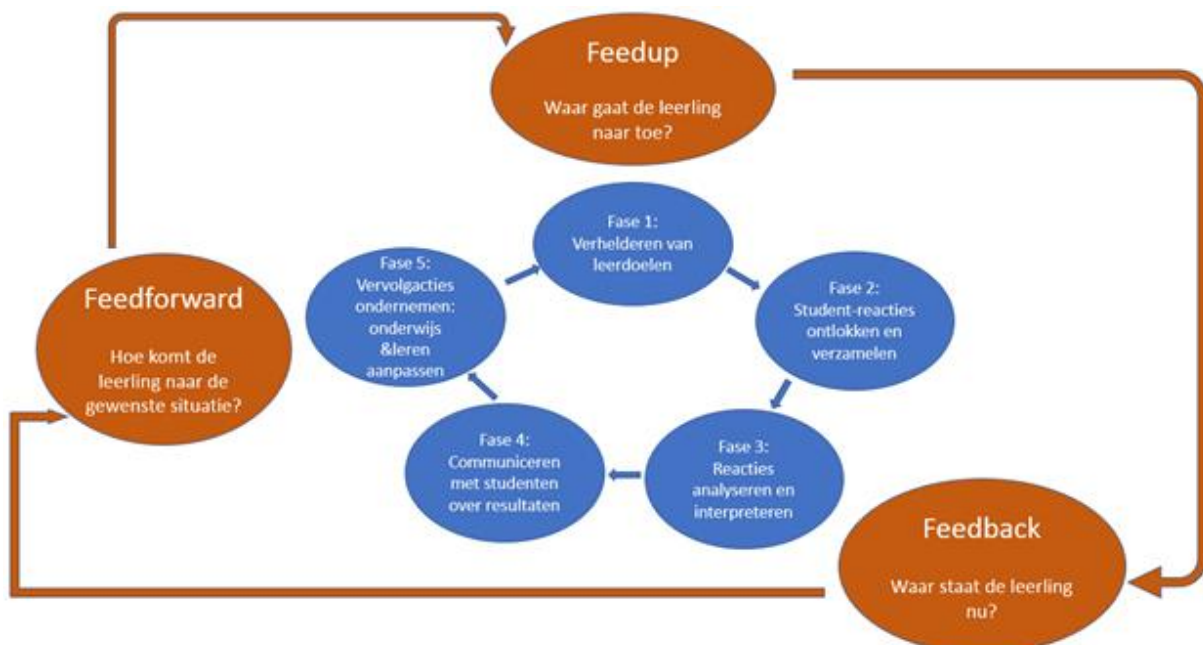 Feedup
Waar gaat de leerling
naar toe?
Fase 1:
Verhelderen van
leerdoelen
Fase 2:
Student-reacties
ontlokken en
verzamelen
Fase 3:
Reacties
analyseren en
interpreteren
Fase 4:
Communiceren
met studenten
over resultaten
Fase 5:
Vervolgacties
ondernemen:
onderwijs
&leren
aanpassen
Feedback
Waar staat de leerling
nu?
Feedforward
Hoe komt de
leerling naar de
gewenste situatie?